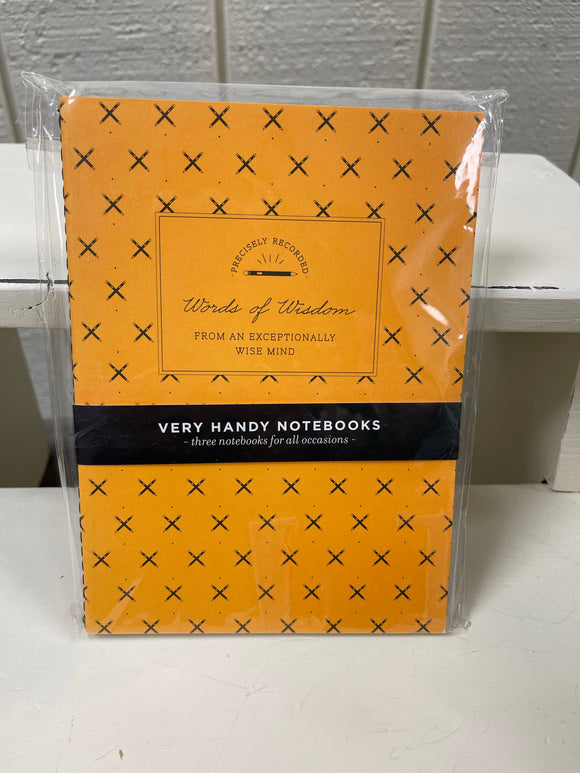 PRECISELY RECORDED
Words of Wisdom
FROM AN EXCEPTIONALLY
WISE MIND
VERY HANDY NOTEBOOKS
- three notebooks for all occasions -